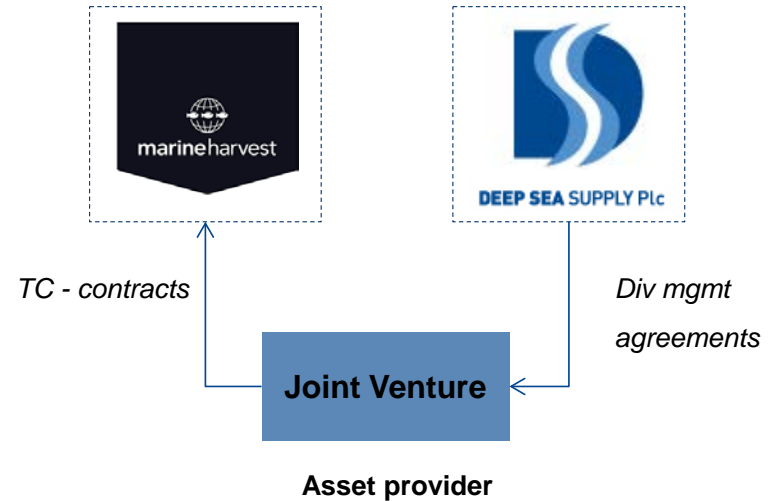 marineharvest
DEEP SEA SUPPLY Plc
TC - contracts
Div mgmt
agreements
Joint Venture
Asset provider